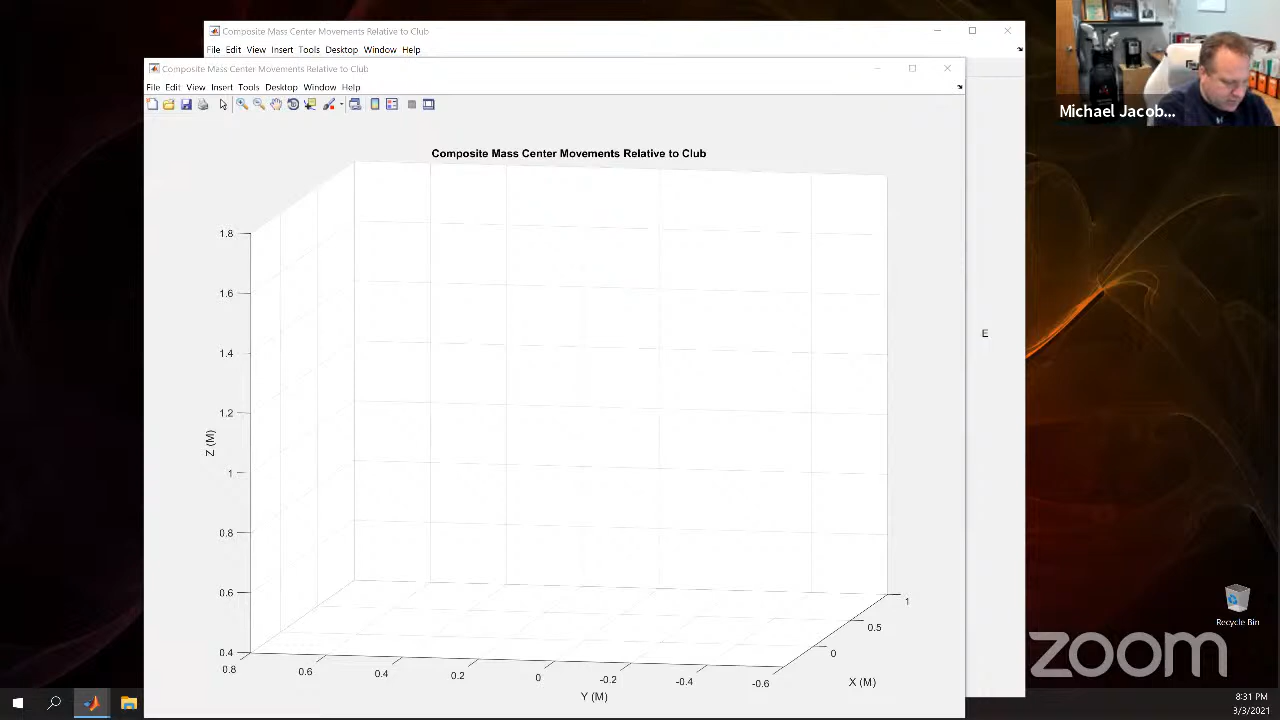 Composite Mass Center Movements Relative to Club
File Edit View Insert Tools Desktop Window Help
Composite Mass Center Movements Relative to Club
File Edit View Insert Tools Desktop Window Help
Michael Jacob...
Composite Mass Center Movements Relative to Club
1.8
1.6
1.4
1.2
1
0.8
0.6
0.4
Z (M)
0.8
0.6
0.4
0.2
0
-0.2
-0.4
-0.6
Y (M)
1
0.5
0
X (M)
E
Recycle Bin
zoom
8:31 PM
3/3/2021